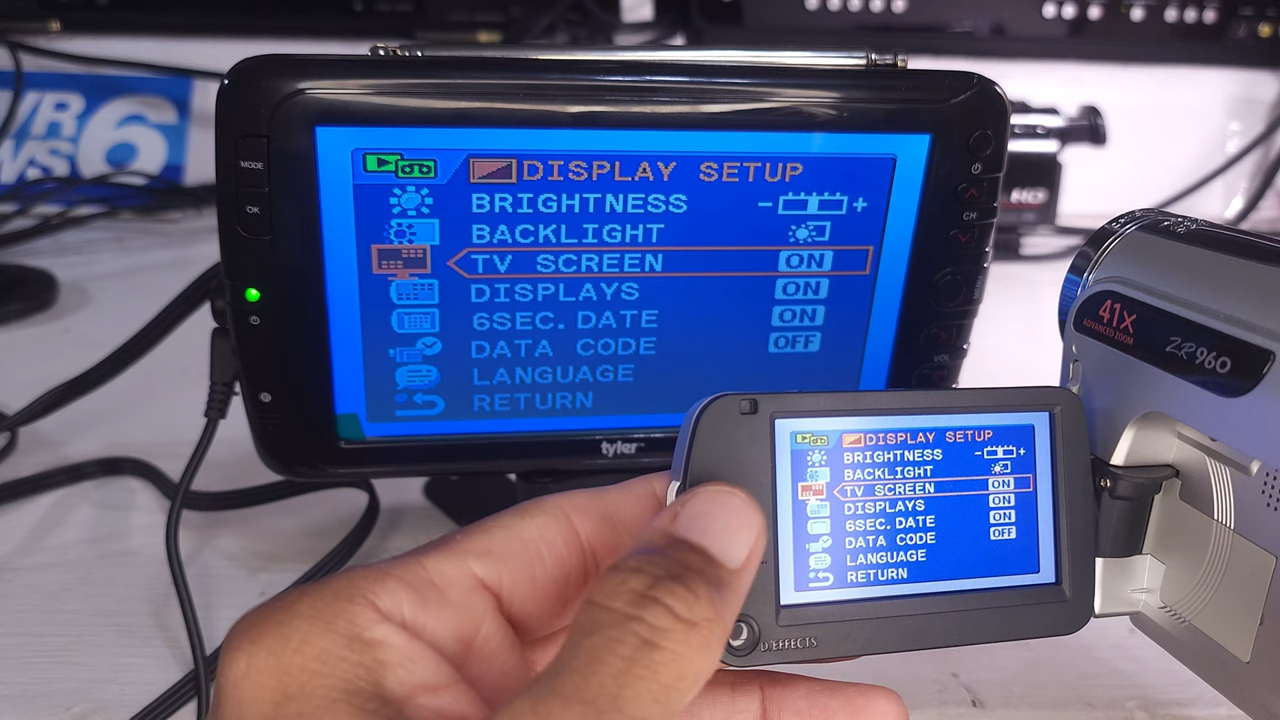 6
MODE
OK
DISPLAY SETUP
BRIGHTNESS - +
BACKLIGHT
TV SCREEN ON
DISPLAYS ON
6SEC.DATE ON
DATA CODE OFF
LANGUAGE
RETURN
CH
VOL
tyler
41X
ADVANCED ZOOM
ZR960
DISPLAY SETUP
BRIGHTNESS - +
BACKLIGHT
TV SCREEN ON
DISPLAYS ON
6SEC.DATE ON
DATA CODE OFF
LANGUAGE
RETURN
D.EFFECTS